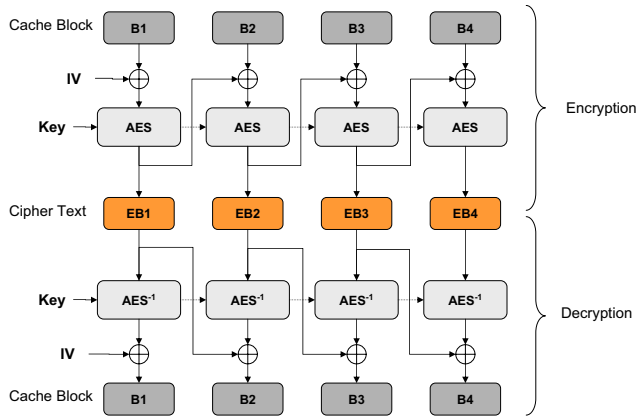 Cache Block B1 B2 B3 B4
IV
Key AES AES AES AES
Encryption
Cipher Text EB1 EB2 EB3 EB4
Key AES-1 AES-1 AES-1 AES-1
Decryption
IV
Cache Block B1 B2 B3 B4